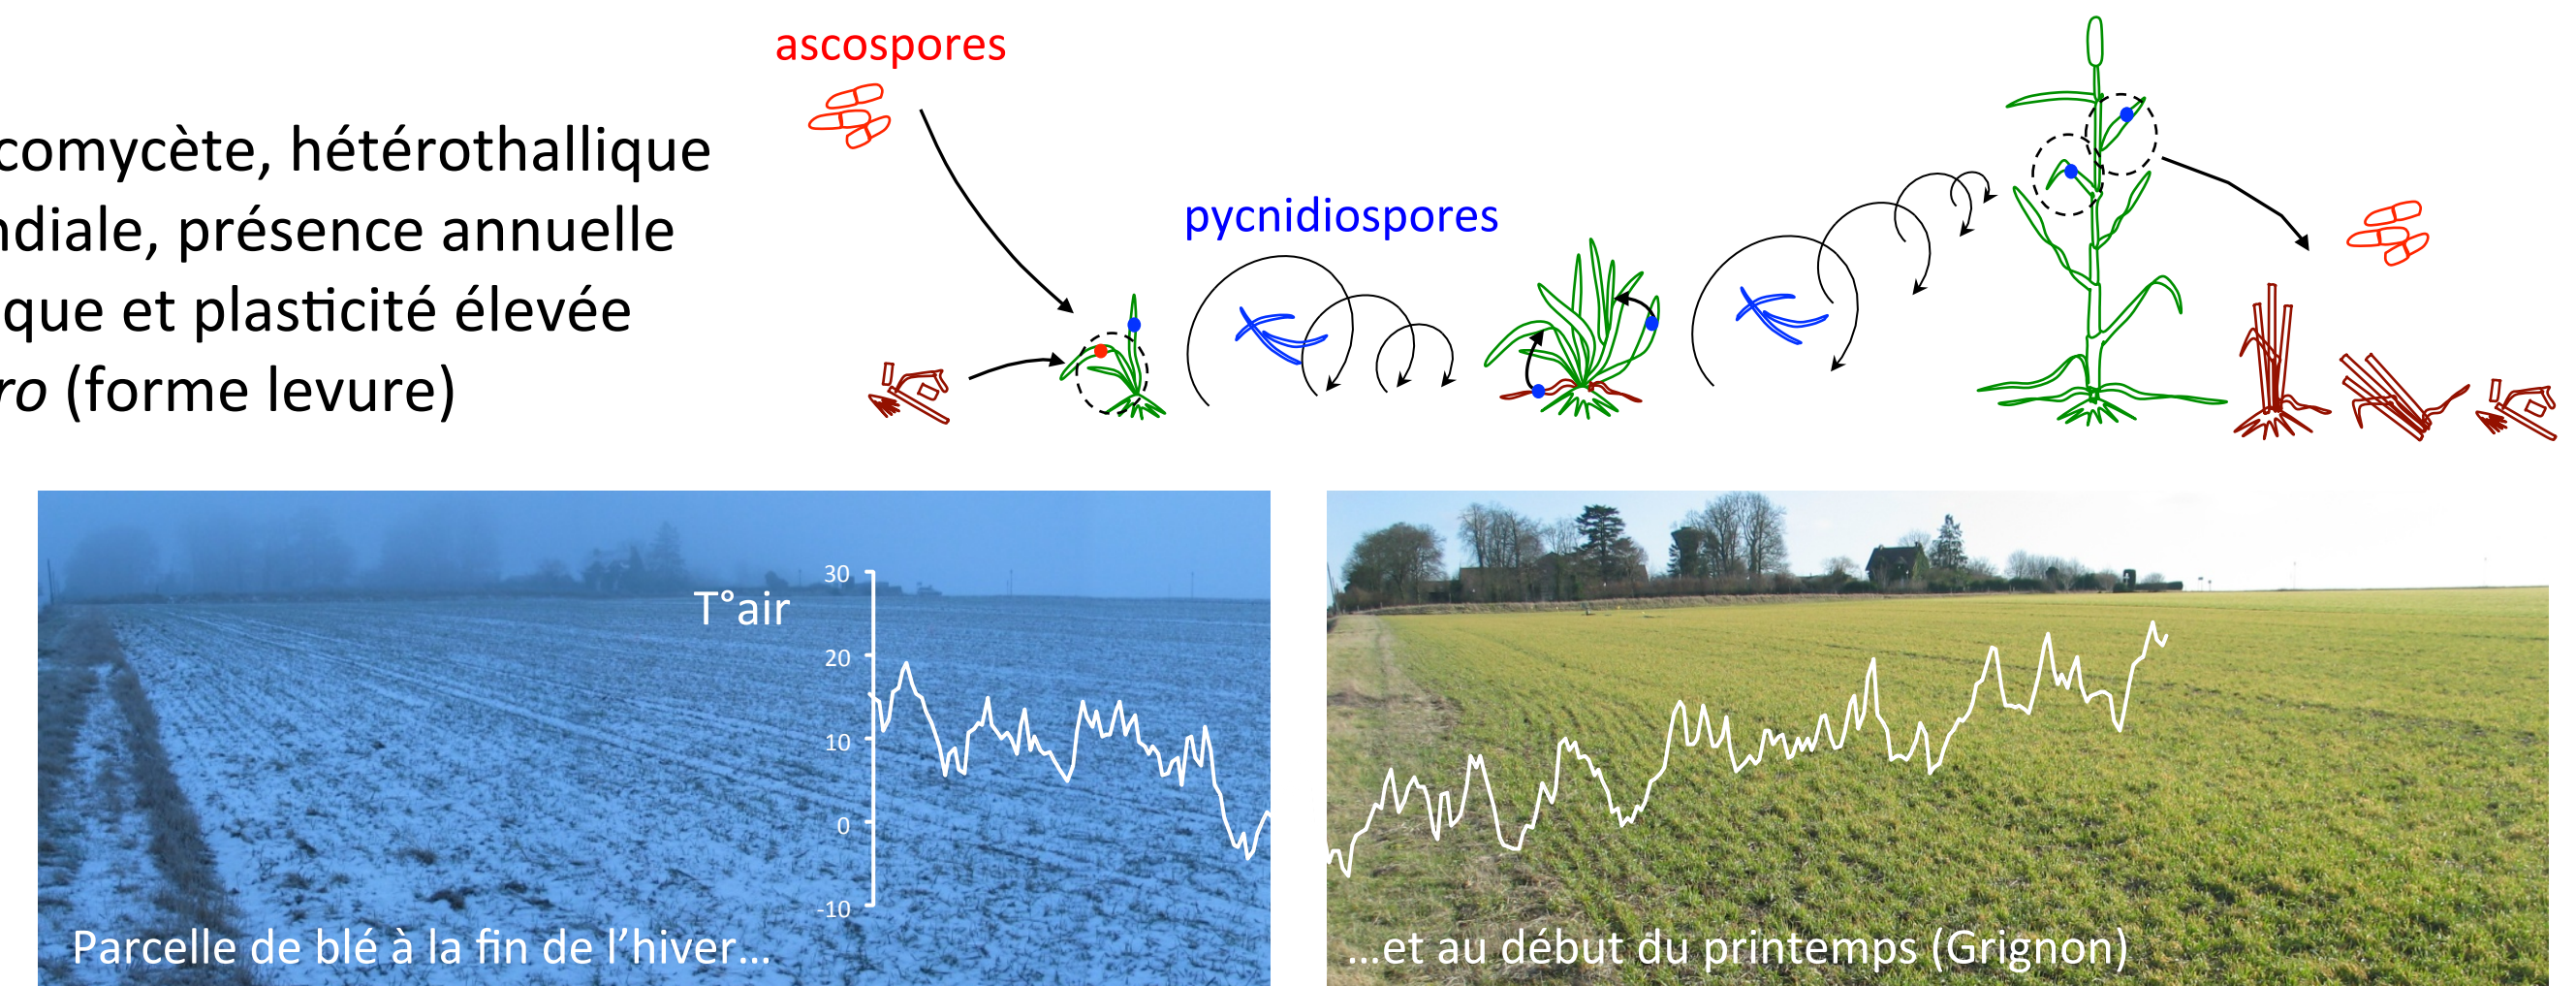 ascospores
comycète, hétérothallique
ndiale, présence annuelle
que et plasticité élevée
ro (forme levure)
pycnidiospores
T°air
30
20
10
0
-10
Parcelle de blé à la fin de l’hiver…
…et au début du printemps (Grignon)